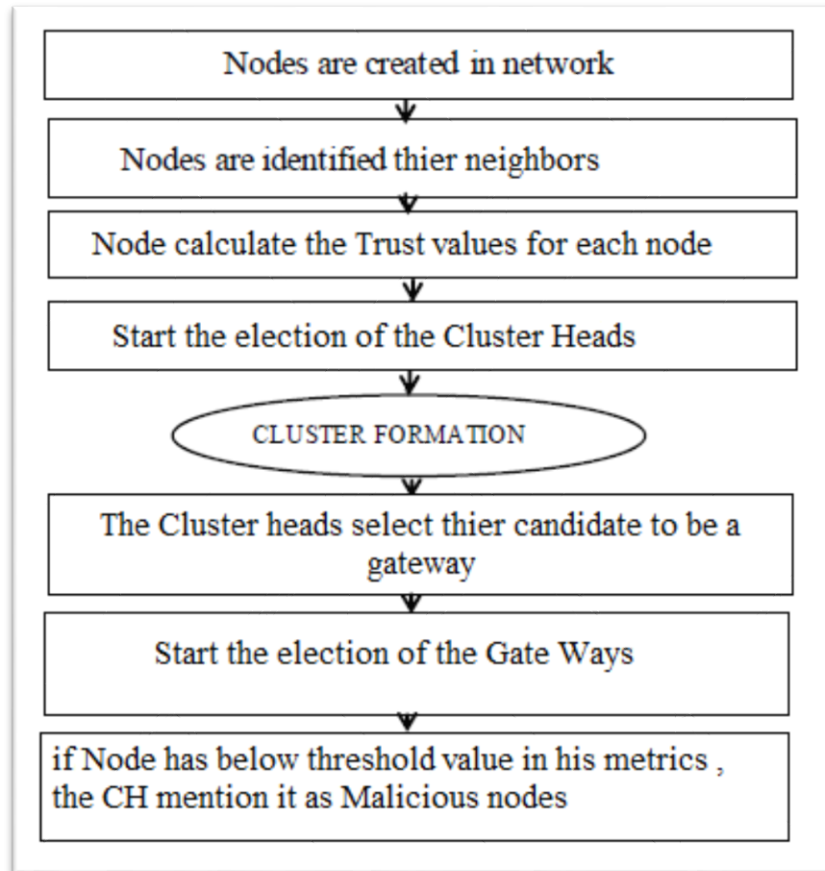 Nodes are created in network
Nodes are identified thier neighbors
Node calculate the Trust values for each node
Start the election of the Cluster Heads
CLUSTER FORMATION
The Cluster heads select thier candidate to be a
gateway
Start the election of the Gate Ways
if Node has below threshold value in his metrics ,
the CH mention it as Malicious nodes